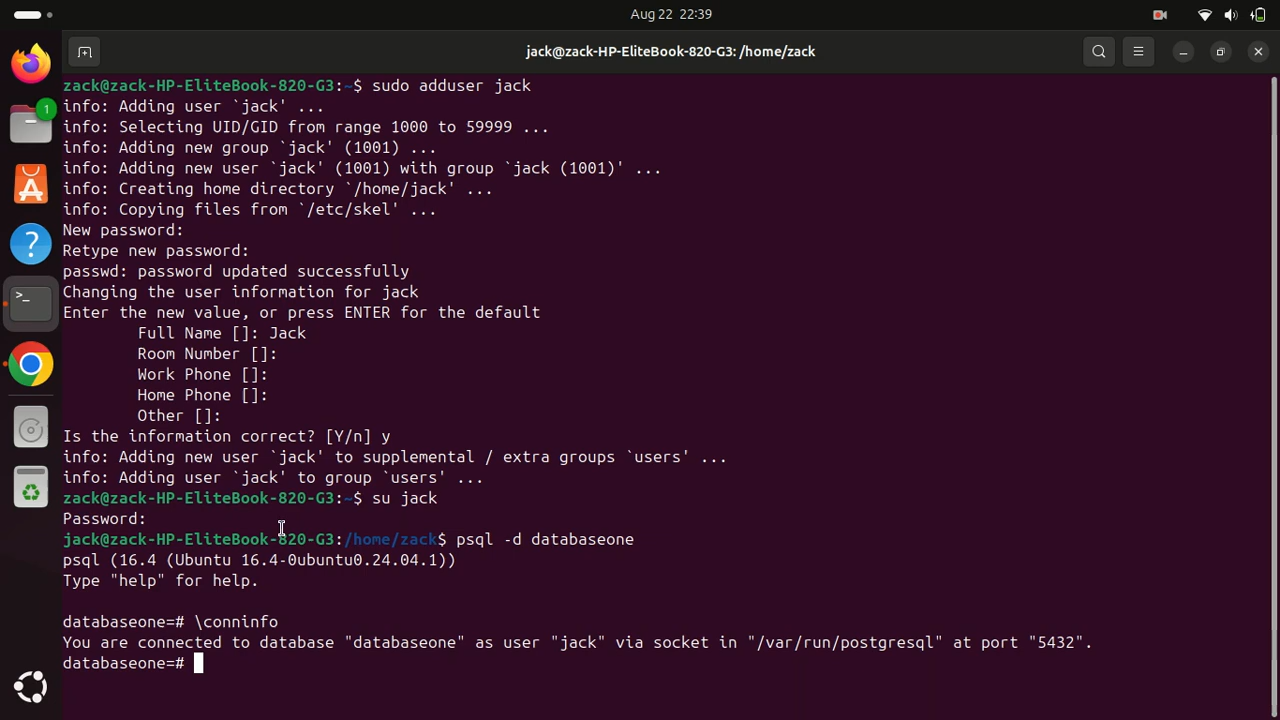 Aug 22 22:39
jack@zack-HP-EliteBook-820-G3: /home/zack
1
zack@zack-HP-EliteBook-820-G3:~$ sudo adduser jack
info: Adding user `jack' ...
info: Selecting UID/GID from range 1000 to 59999 ...
info: Adding new group `jack' (1001) ...
info: Adding new user `jack' (1001) with group `jack (1001)' ...
info: Creating home directory `/home/jack' ...
info: Copying files from `/etc/skel' ...
New password:
Retype new password:
passwd: password updated successfully
Changing the user information for jack
Enter the new value, or press ENTER for the default
Full Name []: Jack
Room Number []:
Work Phone []:
Home Phone []:
Other []:
Is the information correct? [Y/n] y
info: Adding new user `jack' to supplemental / extra groups `users' ...
info: Adding user `jack' to group `users' ...
zack@zack-HP-EliteBook-820-G3:~$ su jack
Password:
jack@zack-HP-EliteBook-820-G3:/home/zack$ psql -d databaseone
psql (16.4 (Ubuntu 16.4-0ubuntu0.24.04.1))
Type "help" for help.
databaseone=# \conninfo
You are connected to database "databaseone" as user "jack" via socket in "/var/run/postgresql" at port "5432".
databaseone=#